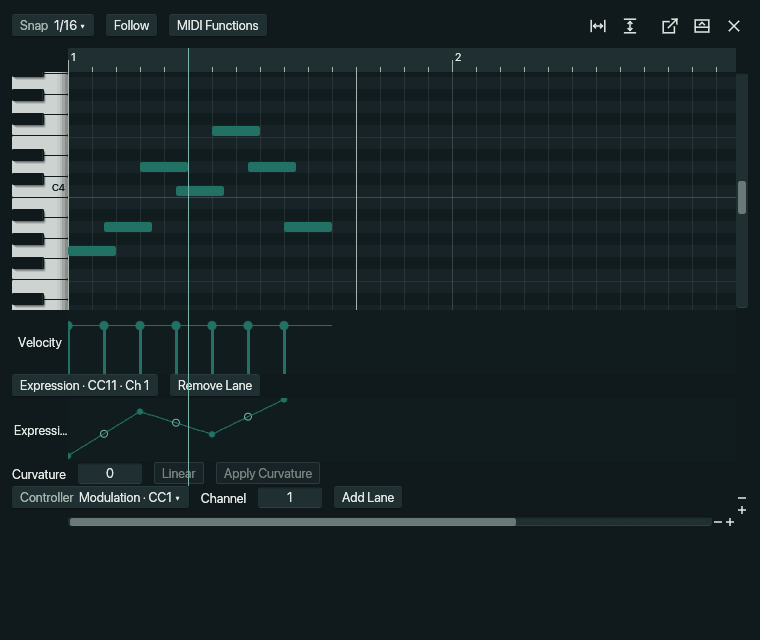 Snap 1/16 Follow MIDI Functions
1 2
C4
Velocity
Expression · CC11 · Ch 1 Remove Lane
Expressi...
Curvature 0 Linear Apply Curvature
Controller Modulation · CC1 Channel 1 Add Lane